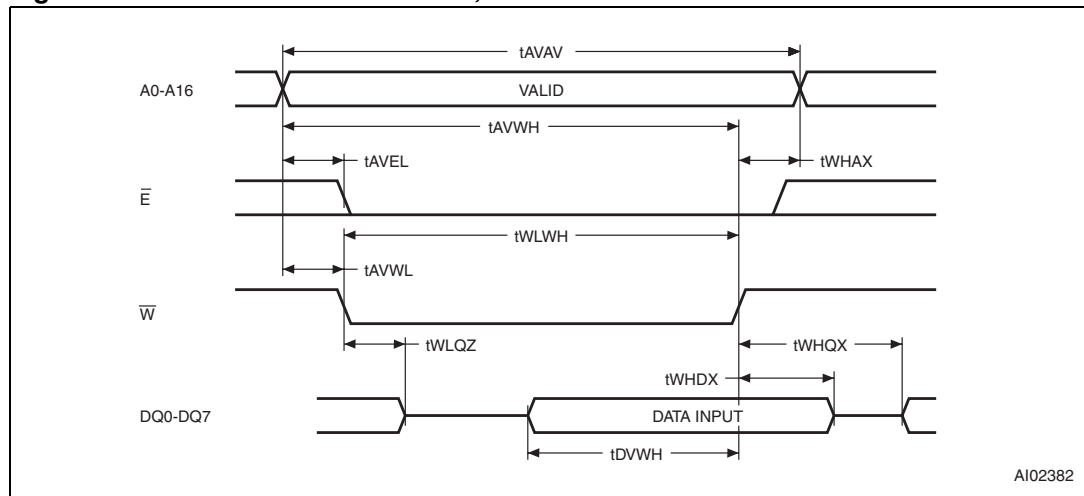 tAVAV
A0-A16
VALID
tAVWH
tAVEL
tWHAX
E
tWLWH
tAVWL
W
tWLQZ
tWHQX
tWHDX
DQ0-DQ7
DATA INPUT
tDVWH
AI02382